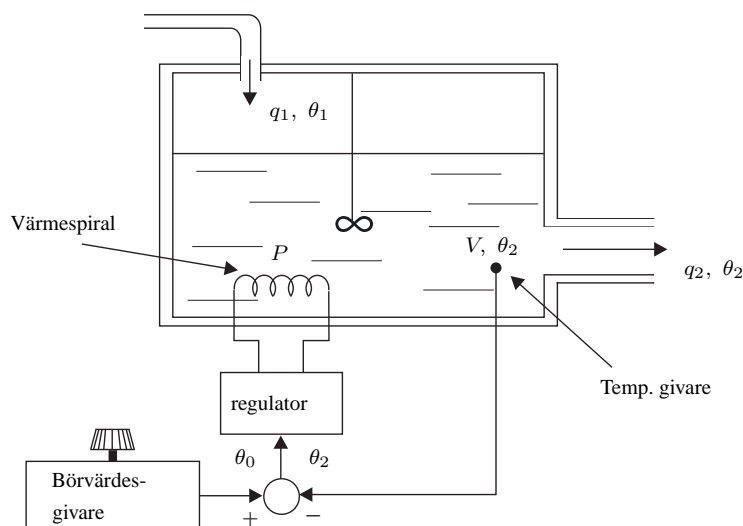 q₁, θ₁
Värmespiral
P
V, θ₂
q₂, θ₂
Temp. givare
regulator
θ₀ θ₂
Börvärdes-
givare
+ −